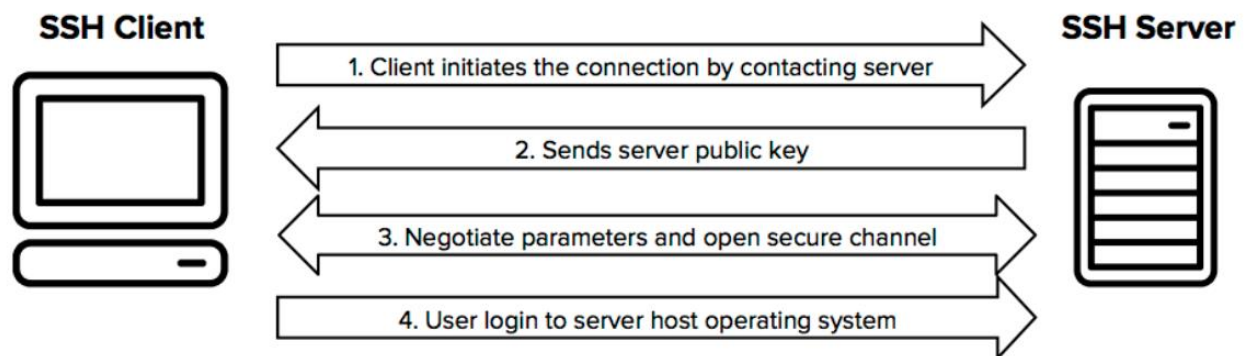 SSH Client
SSH Server
1. Client initiates the connection by contacting server
2. Sends server public key
3. Negotiate parameters and open secure channel
4. User login to server host operating system